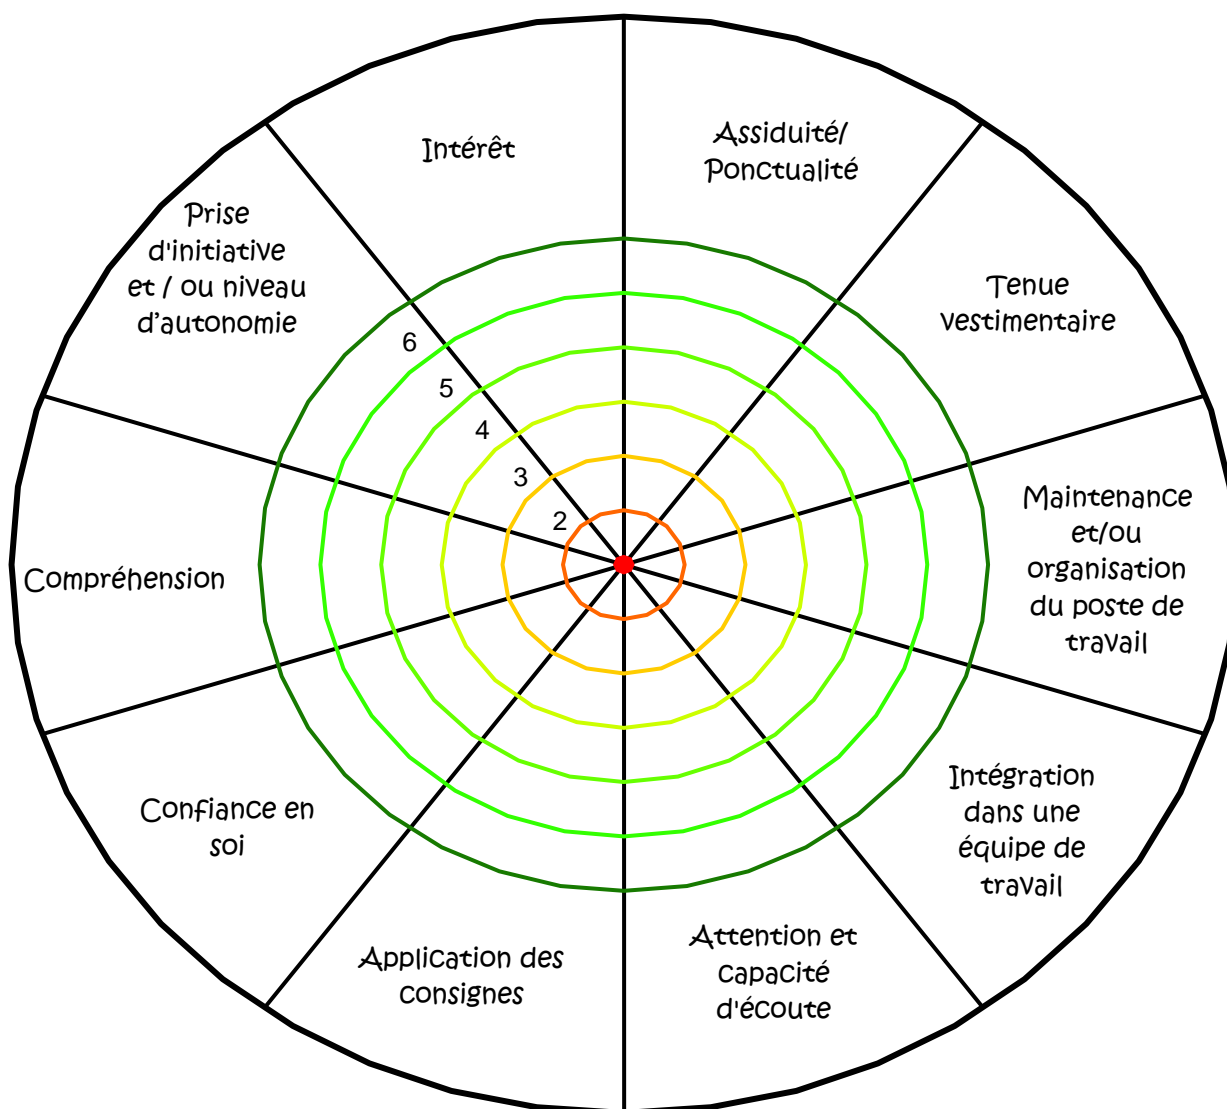 Intérêt
Assiduité/
Ponctualité
Prise
d'initiative
et / ou niveau
d’autonomie
Tenue
vestimentaire
6
5
4
3
2
Maintenance
et/ou
organisation
du poste de
travail
Compréhension
Intégration
dans une
équipe de
travail
Confiance en
soi
Application des
consignes
Attention et
capacité
d'écoute